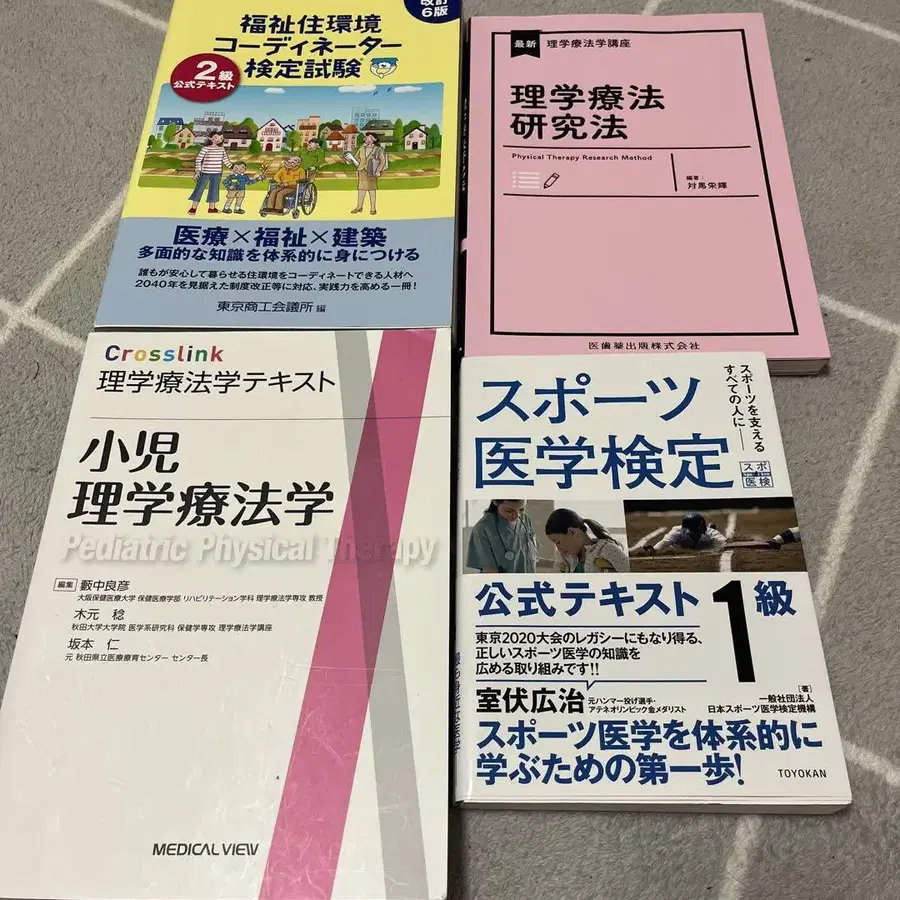 改訂
6版
福祉住環境
コーディネーター
検定試験
2級
公式テキスト
医療×福祉×建築
多面的な知識を体系的に身につける
誰もが安心して暮らせる住環境をコーディネートできる人材へ
2040年を見据えた制度改正等に対応、実践力を高める一冊!
東京商工会議所 編
最新 理学療法学講座
理学療法
研究法
Physical Therapy Research Method
編著:
対馬栄輝
医歯薬出版株式会社
Crosslink
理学療法学テキスト
小児
理学療法学
Pediatric Physical Therapy
編集 藪中良彦
大阪保健医療大学 保健医療学部 リハビリテーション学科 理学療法学専攻 教授
木元 稔
秋田大学大学院 医学系研究科 保健学専攻 理学療法学講座
坂本 仁
元 秋田県立医療療育センター センター長
MEDICAL VIEW
スポーツを支える
すべての人に——
スポーツ
医学検定
スポ
医検
公式テキスト 1級
東京2020大会のレガシーにもなり得る、
正しいスポーツ医学の知識を
広める取り組みです!!
室伏広治
元ハンマー投げ選手・
アテネオリンピック金メダリスト
[著]
一般社団法人
日本スポーツ医学検定機構
スポーツ医学を体系的に
学ぶための第一歩!
TOYOKAN